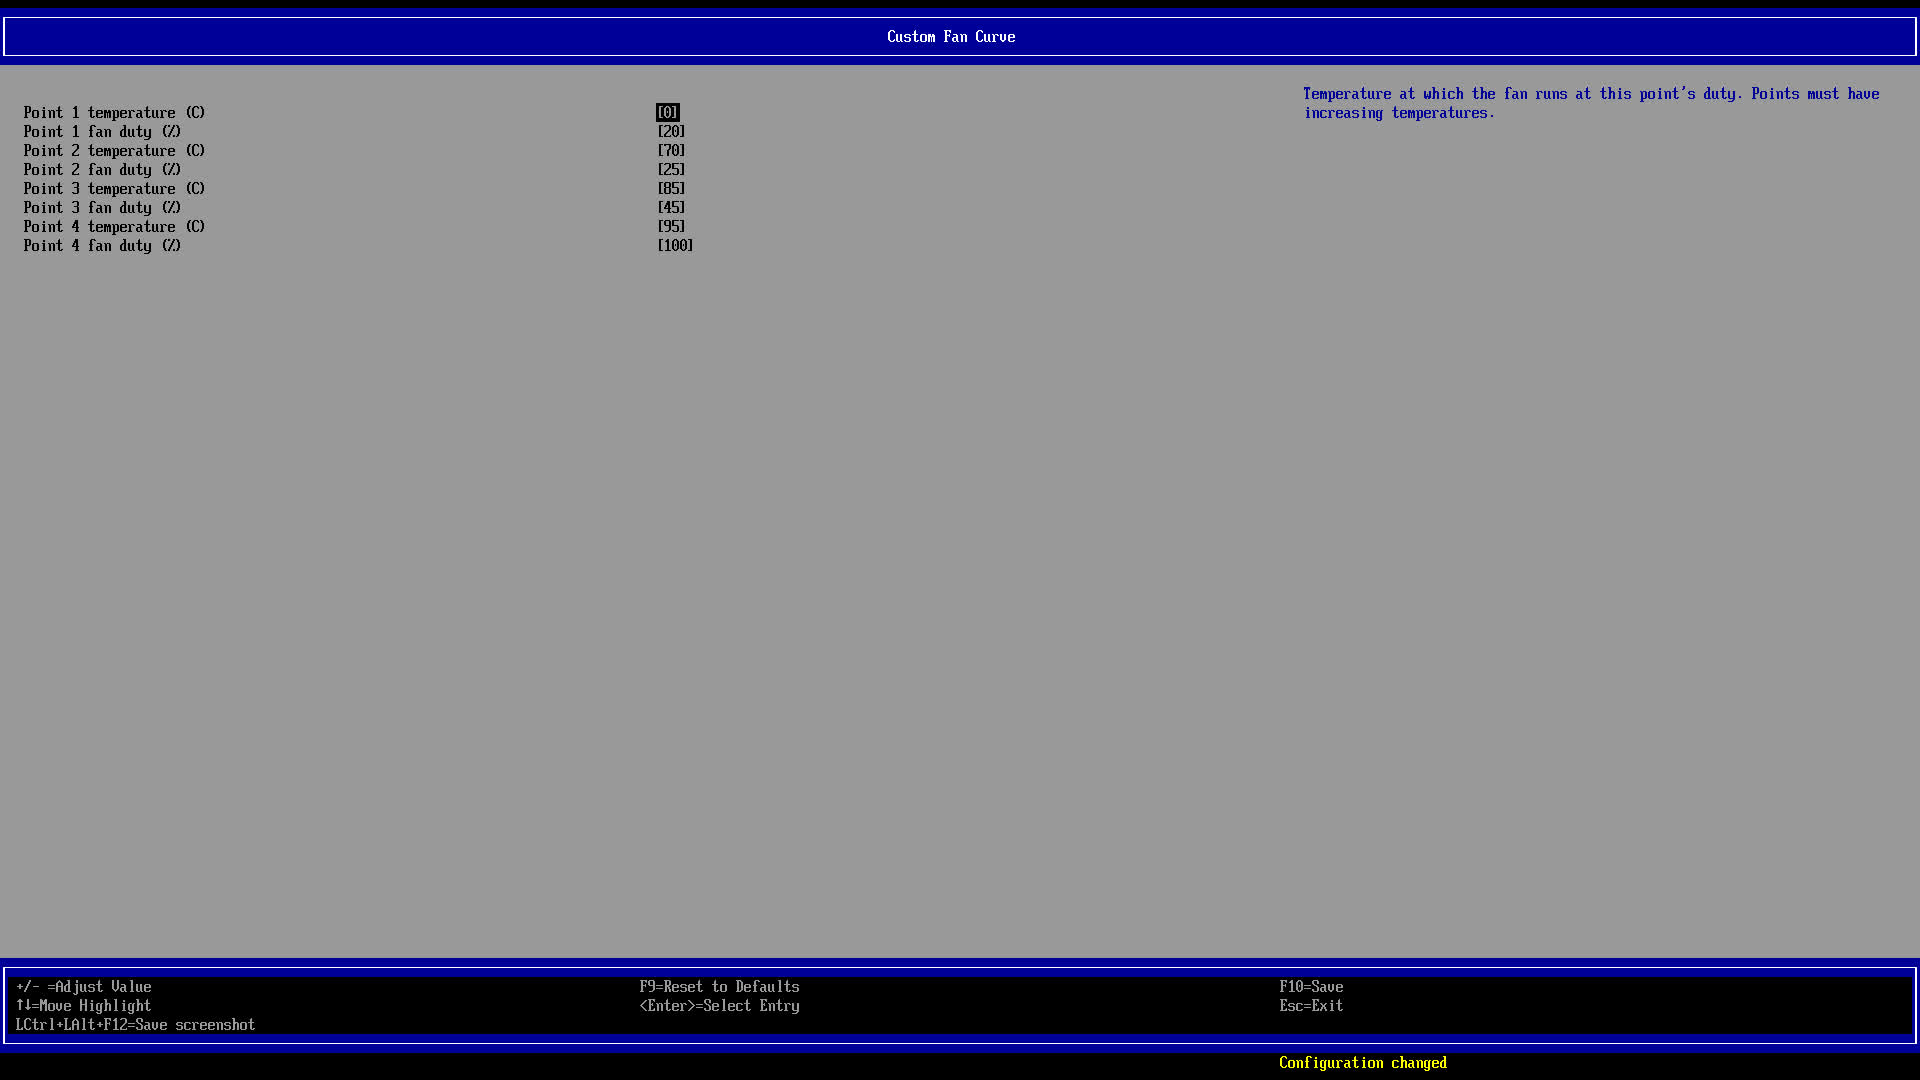 Custom Fan Curve
Point 1 temperature (C) [0]
Point 1 fan duty (%) [20]
Point 2 temperature (C) [70]
Point 2 fan duty (%) [25]
Point 3 temperature (C) [85]
Point 3 fan duty (%) [45]
Point 4 temperature (C) [95]
Point 4 fan duty (%) [100]
Temperature at which the fan runs at this point's duty. Points must have
increasing temperatures.
+/- =Adjust Value F9=Reset to Defaults F10=Save
↑↓=Move Highlight <Enter>=Select Entry Esc=Exit
LCtrl+LAlt+F12=Save screenshot
Configuration changed